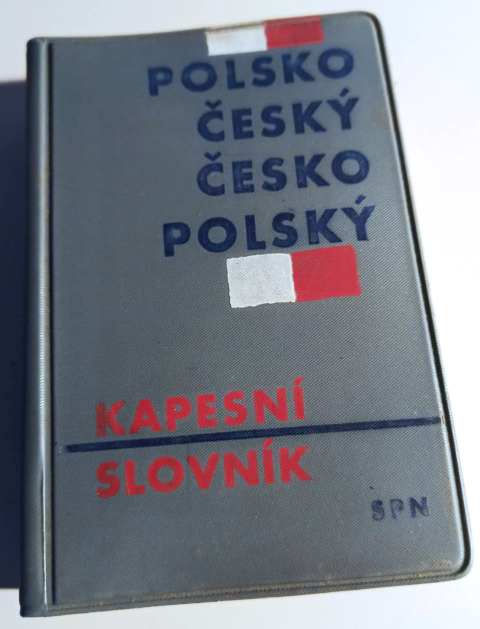 POLSKO
ČESKÝ
ČESKO
POLSKÝ
KAPESNÍ
SLOVNÍK
SPN